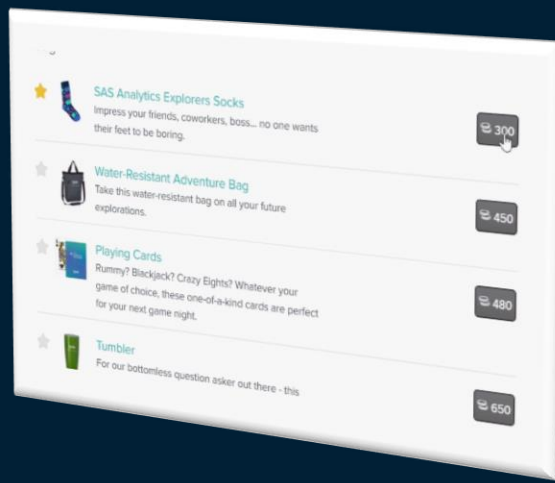 SAS Analytics Explorers Socks
Impress your friends, coworkers, boss... no one wants
their feet to be boring.
300
Water-Resistant Adventure Bag
Take this water-resistant bag on all your future
explorations.
450
Playing Cards
Rummy? Blackjack? Crazy Eights? Whatever your
game of choice, these one-of-a-kind cards are perfect
for your next game night.
480
Tumbler
For our bottomless question asker out there - this
650